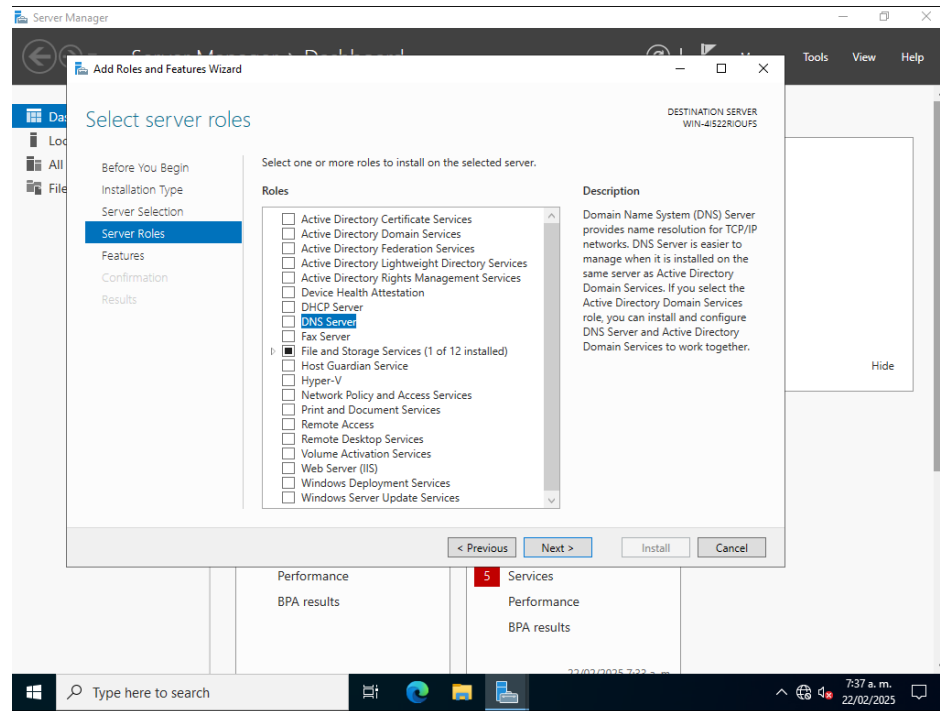 Server Manager
Add Roles and Features Wizard
Tools View Help
Select server roles
DESTINATION SERVER
WIN-4I522RIOUFS
Before You Begin
Installation Type
Server Selection
Server Roles
Features
Confirmation
Results
Select one or more roles to install on the selected server.
Roles
Active Directory Certificate Services
Active Directory Domain Services
Active Directory Federation Services
Active Directory Lightweight Directory Services
Active Directory Rights Management Services
Device Health Attestation
DHCP Server
DNS Server
Fax Server
File and Storage Services (1 of 12 installed)
Host Guardian Service
Hyper-V
Network Policy and Access Services
Print and Document Services
Remote Access
Remote Desktop Services
Volume Activation Services
Web Server (IIS)
Windows Deployment Services
Windows Server Update Services
Description
Domain Name System (DNS) Server
provides name resolution for TCP/IP
networks. DNS Server is easier to
manage when it is installed on the
same server as Active Directory
Domain Services. If you select the
Active Directory Domain Services
role, you can install and configure
DNS Server and Active Directory
Domain Services to work together.
Hide
< Previous
Next >
Install
Cancel
Performance
BPA results
5 Services
Performance
BPA results
Type here to search
7:37 a. m.
22/02/2025